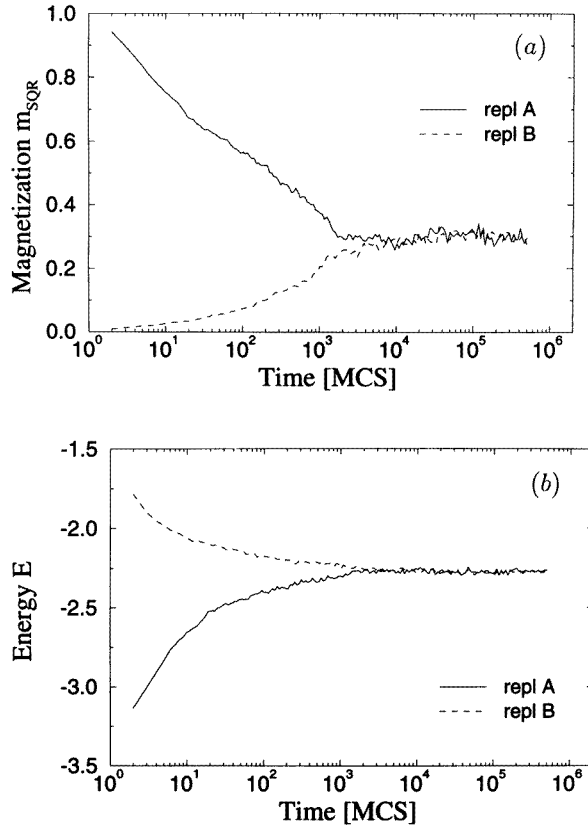 (a)
1.0
0.8
0.6
0.4
0.2
0.0
Magnetization m_SQR
repl A
repl B
10^0 10^1 10^2 10^3 10^4 10^5 10^6
Time [MCS]
(b)
-1.5
-2.0
-2.5
-3.0
-3.5
Energy E
repl A
repl B
10^0 10^1 10^2 10^3 10^4 10^5 10^6
Time [MCS]